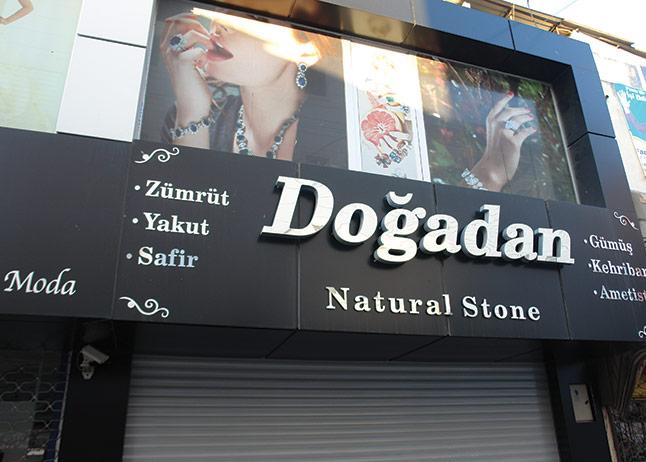 • Zümrüt
• Yakut
• Safir
Doğadan
Natural Stone
• Gümüş
• Kehribar
• Ametist
Moda